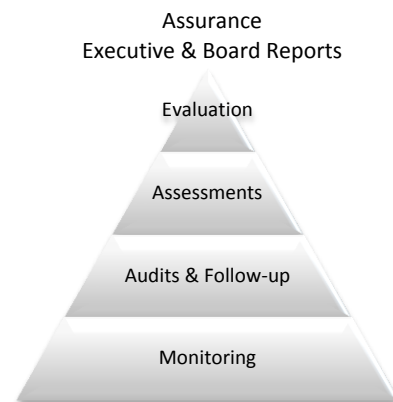 Assurance
Executive & Board Reports
Evaluation
Assessments
Audits & Follow-up
Monitoring